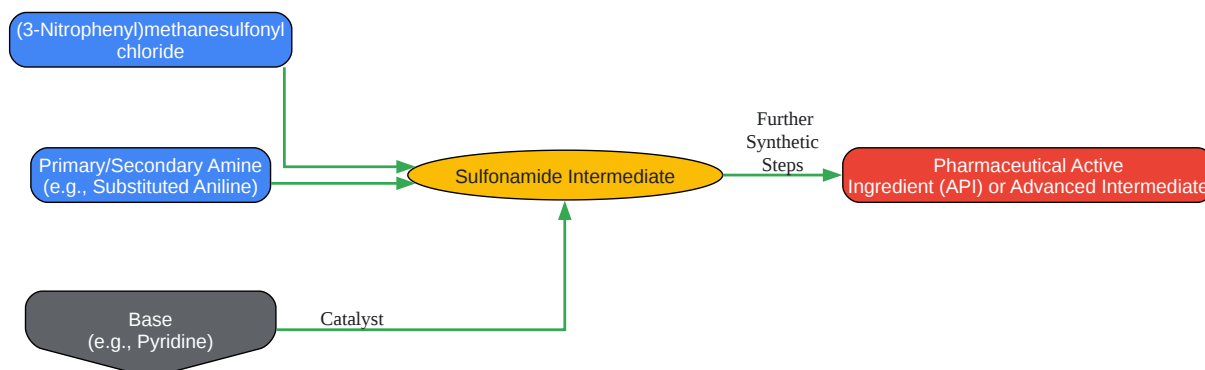 (3-Nitrophenyl)methanesulfonyl
chloride
Primary/Secondary Amine
(e.g., Substituted Aniline)
Sulfonamide Intermediate
Further
Synthetic
Steps
Pharmaceutical Active
Ingredient (API) or Advanced Intermediate
Base
(e.g., Pyridine)
Catalyst